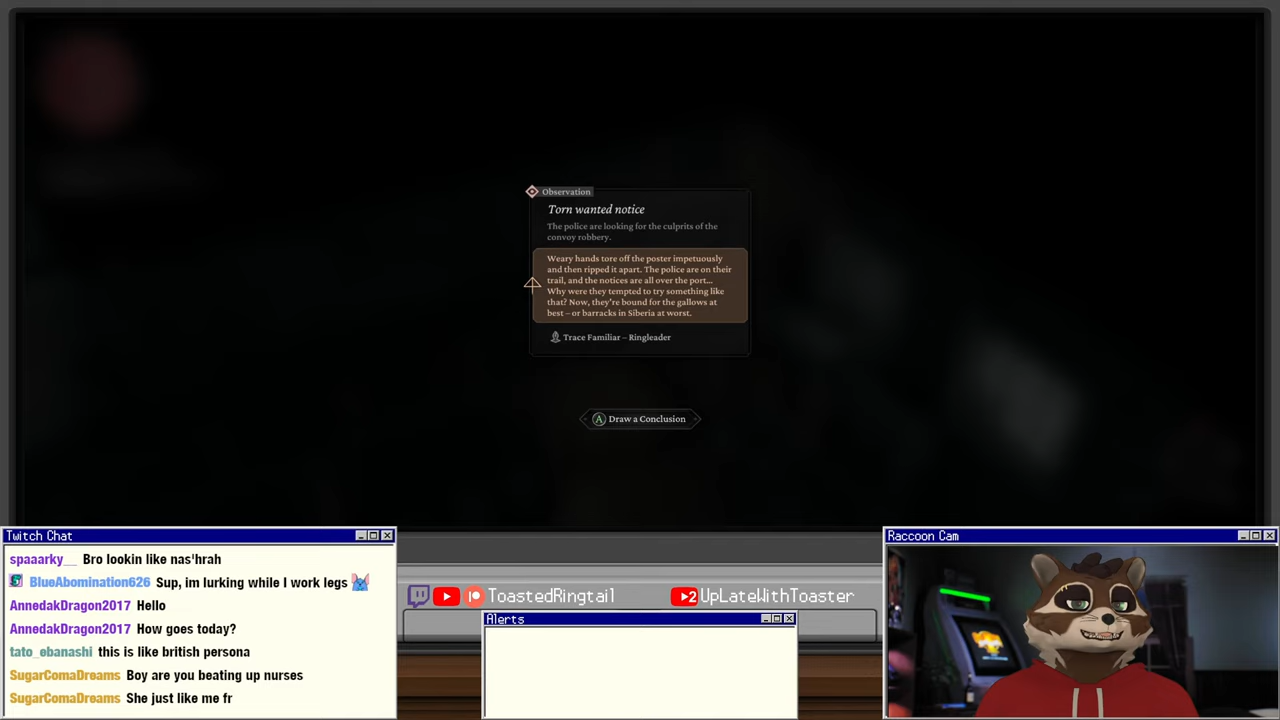 Observation
Torn wanted notice
The police are looking for the culprits of the
convoy robbery.
Weary hands tore off the poster impetuously
and then ripped it apart. The police are on their
trail, and the notices are all over the port...
Why were they tempted to try something like
that? Now, they're bound for the gallows at
best – or barracks in Siberia at worst.
Trace Familiar – Ringleader
A Draw a Conclusion
Twitch Chat
spaaarky__ Bro lookin like nas'hrah
BlueAbomination626 Sup, im lurking while I work legs
AnnedakDragon2017 Hello
AnnedakDragon2017 How goes today?
tato_ebanashi this is like british persona
SugarComaDreams Boy are you beating up nurses
SugarComaDreams She just like me fr
ToastedRingtail
2 UpLateWithToaster
Alerts
Raccoon Cam